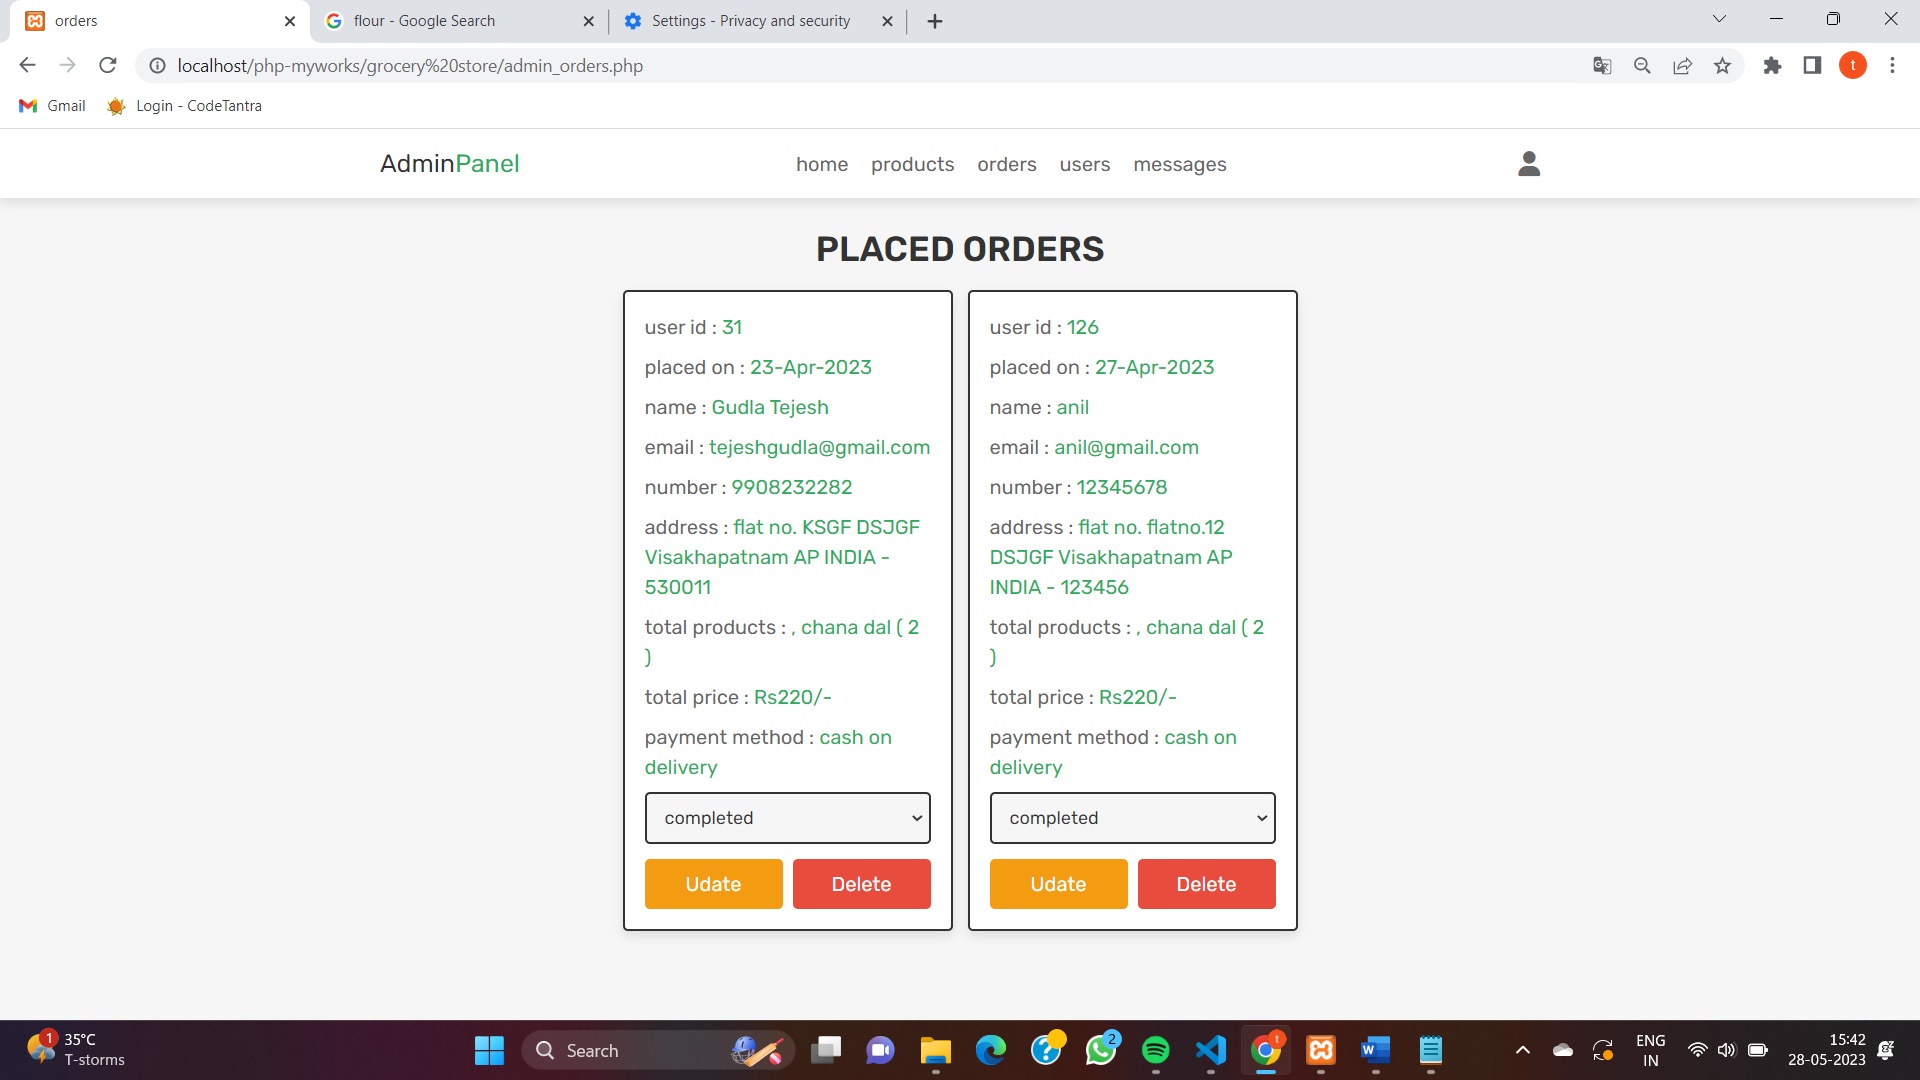 orders
flour - Google Search
Settings - Privacy and security
localhost/php-myworks/grocery%20store/admin_orders.php
t
Gmail
Login - CodeTantra
AdminPanel
home
products
orders
users
messages
PLACED ORDERS
user id : 31
placed on : 23-Apr-2023
name : Gudla Tejesh
email : tejeshgudla@gmail.com
number : 9908232282
address : flat no. KSGF DSJGF
Visakhapatnam AP INDIA -
530011
total products : , chana dal ( 2
)
total price : Rs220/-
payment method : cash on
delivery
completed
Udate
Delete
user id : 126
placed on : 27-Apr-2023
name : anil
email : anil@gmail.com
number : 12345678
address : flat no. flatno.12
DSJGF Visakhapatnam AP
INDIA - 123456
total products : , chana dal ( 2
)
total price : Rs220/-
payment method : cash on
delivery
completed
Udate
Delete
1
35°C
T-storms
Search
2
t
ENG
IN
15:42
28-05-2023